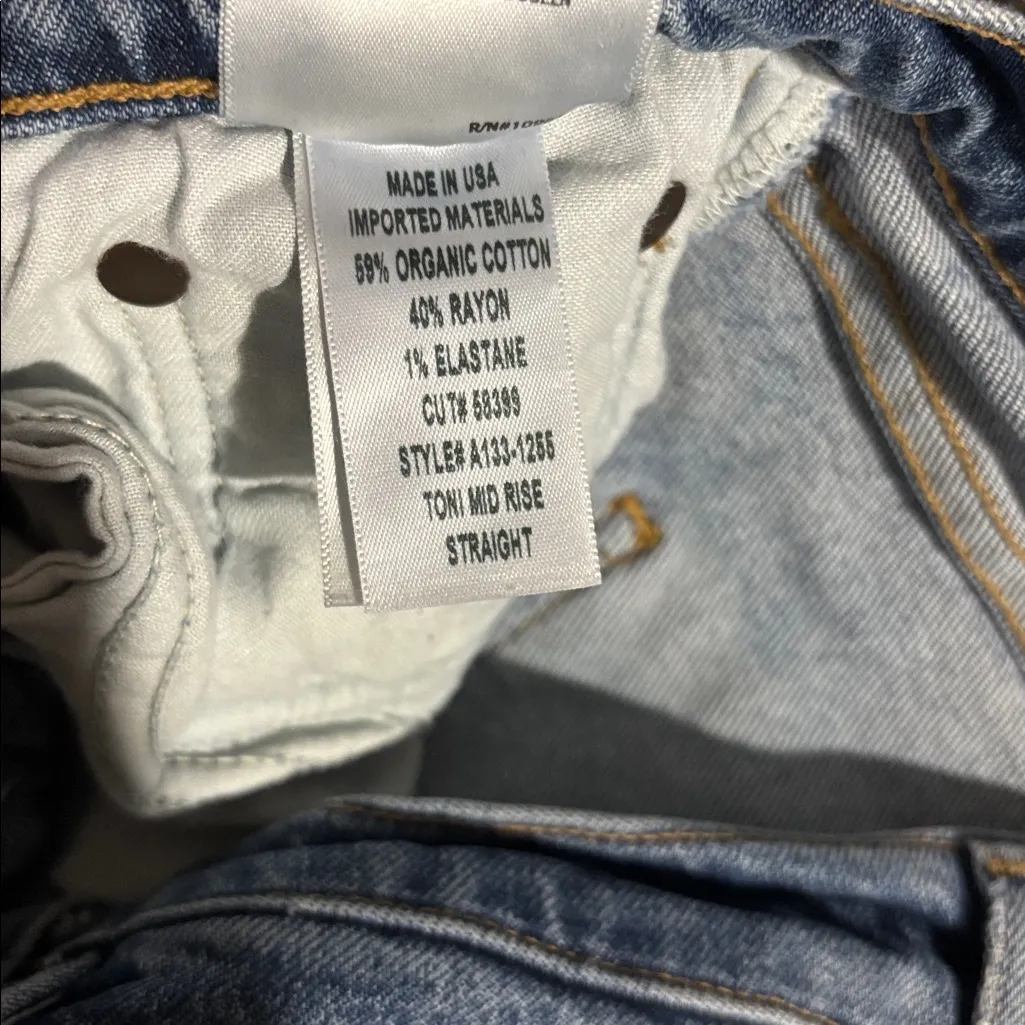 R/N#
MADE IN USA
IMPORTED MATERIALS
59% ORGANIC COTTON
40% RAYON
1% ELASTANE
CUT# 58399
STYLE# A133-1255
TONI MID RISE
STRAIGHT